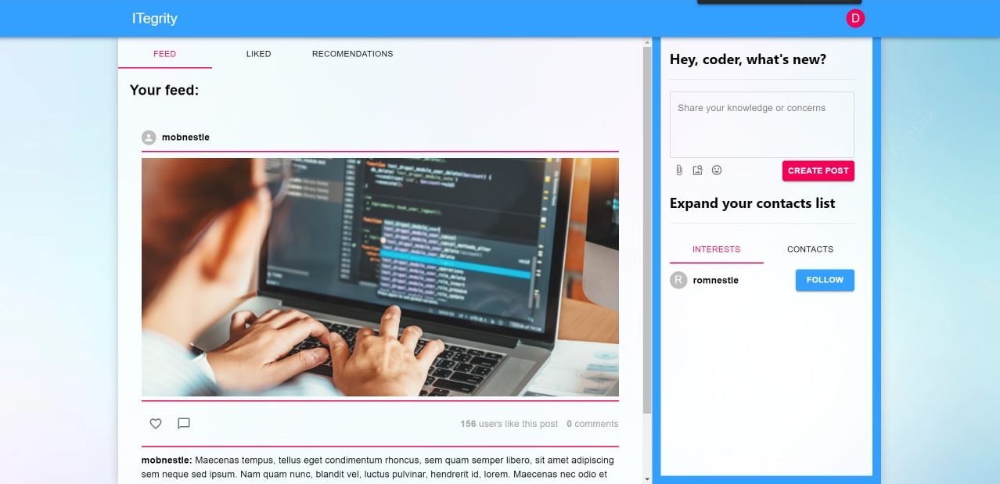 ITegrity
D
FEED
LIKED
RECOMENDATIONS
Your feed:
mobnestle
156 users like this post 0 comments
mobnestle: Maecenas tempus, tellus eget condimentum rhoncus, sem quam semper libero, sit amet adipiscing
sem neque sed ipsum. Nam quam nunc, blandit vel, luctus pulvinar, hendrerit id, lorem. Maecenas nec odio et
Hey, coder, what's new?
Share your knowledge or concerns
CREATE POST
Expand your contacts list
INTERESTS
CONTACTS
R
romnestle
FOLLOW